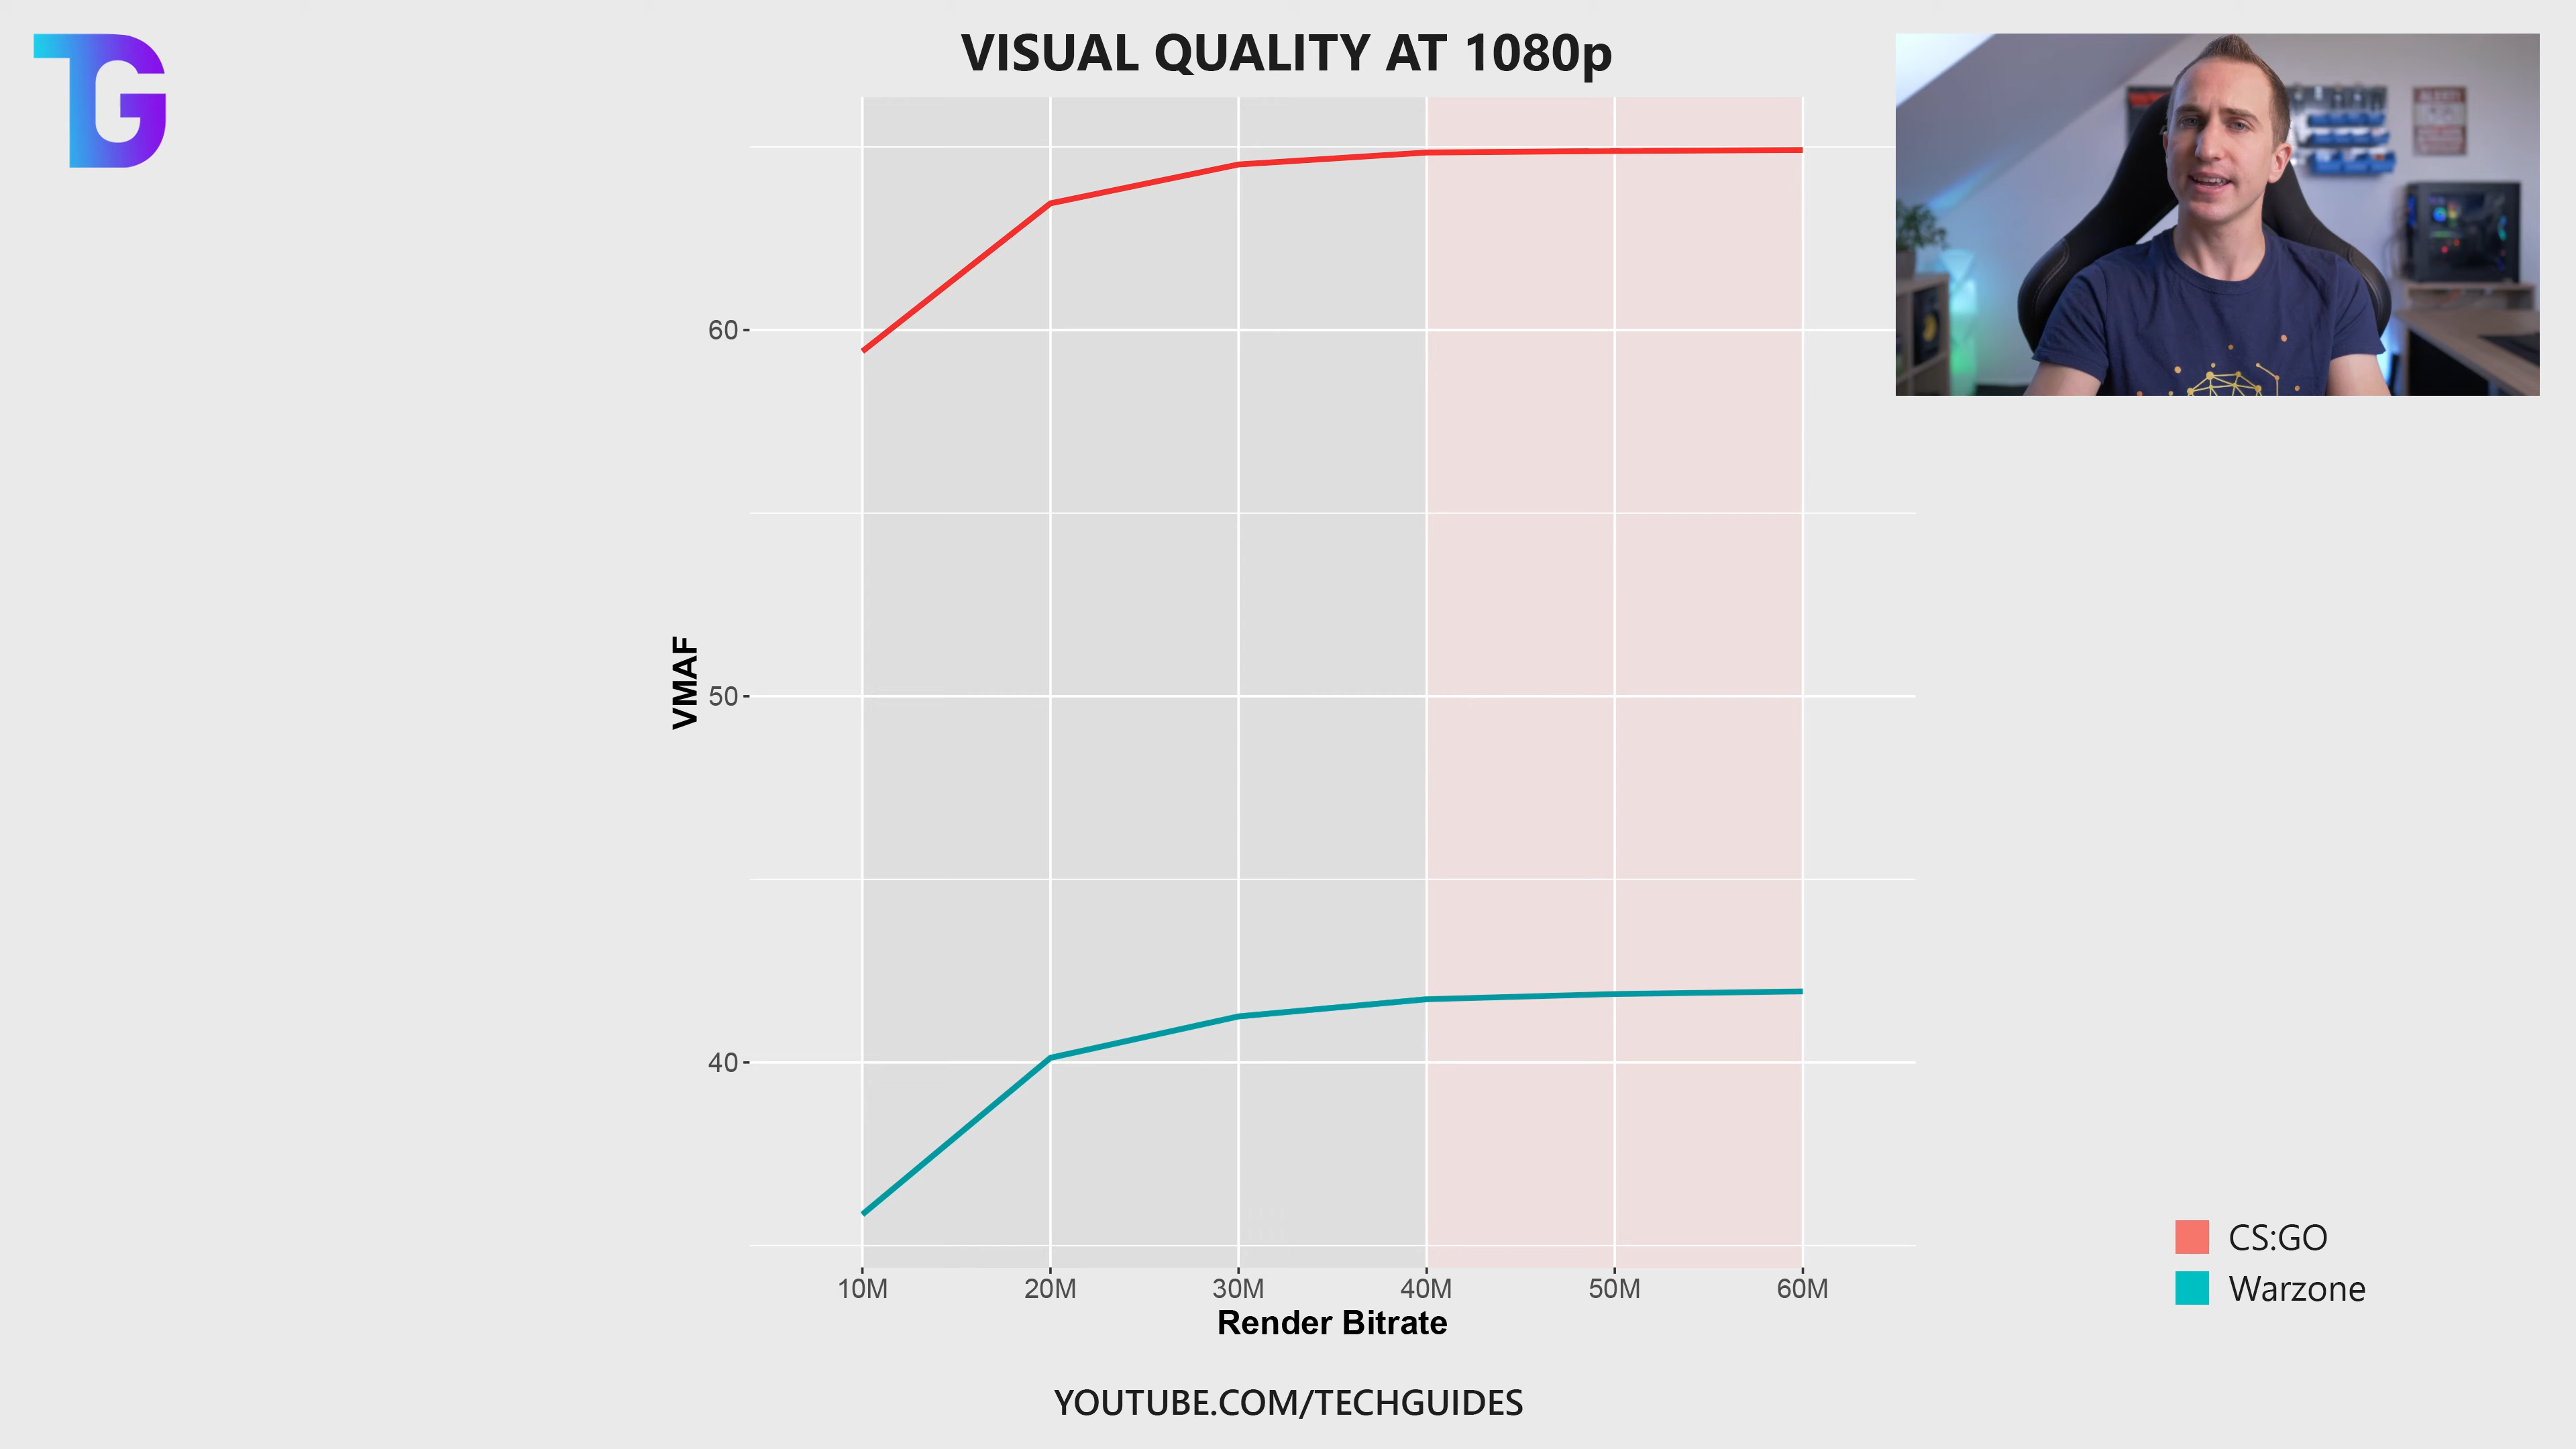 TG
VISUAL QUALITY AT 1080p
60
50
40
VMAF
10M 20M 30M 40M 50M 60M
Render Bitrate
CS:GO
Warzone
YOUTUBE.COM/TECHGUIDES